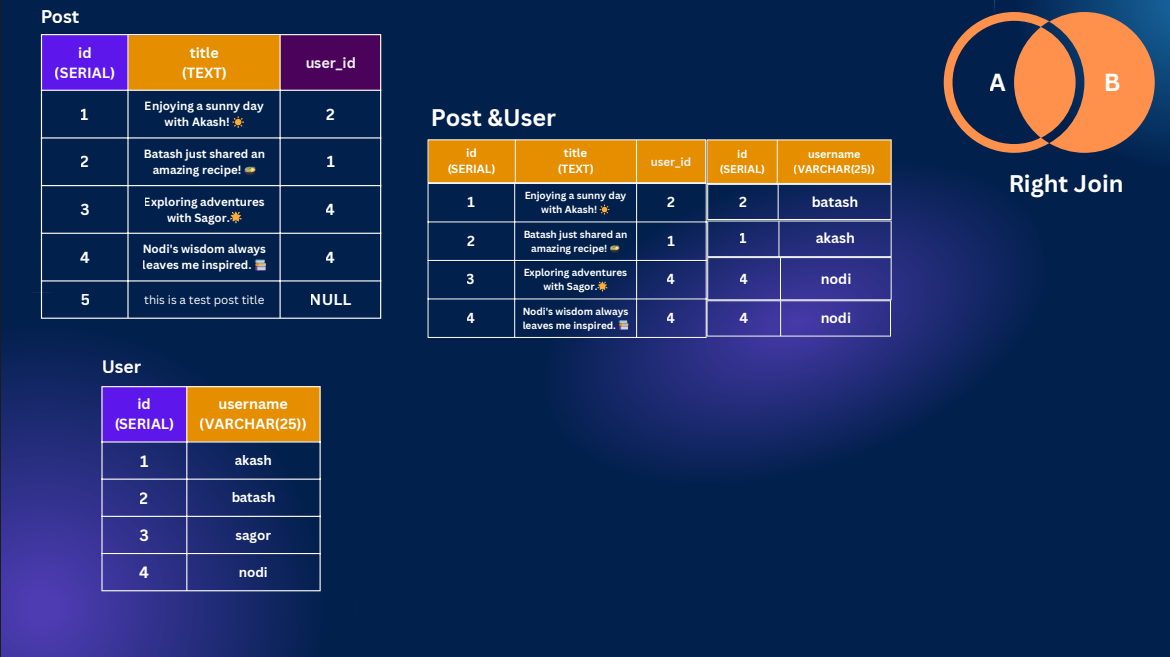 Post
id
(SERIAL)
title
(TEXT)
user_id
1
Enjoying a sunny day
with Akash! ☀️
2
2
Batash just shared an
amazing recipe! 🍛
1
3
Exploring adventures
with Sagor.☀️
4
4
Nodi's wisdom always
leaves me inspired. 📚
4
5
this is a test post title
NULL
User
id
(SERIAL)
username
(VARCHAR(25))
1
akash
2
batash
3
sagor
4
nodi
Post &User
id
(SERIAL)
title
(TEXT)
user_id
id
(SERIAL)
username
(VARCHAR(25))
1
Enjoying a sunny day
with Akash! ☀️
2
2
batash
2
Batash just shared an
amazing recipe! 🍛
1
1
akash
3
Exploring adventures
with Sagor.☀️
4
4
nodi
4
Nodi's wisdom always
leaves me inspired. 📚
4
4
nodi
A
B
Right Join